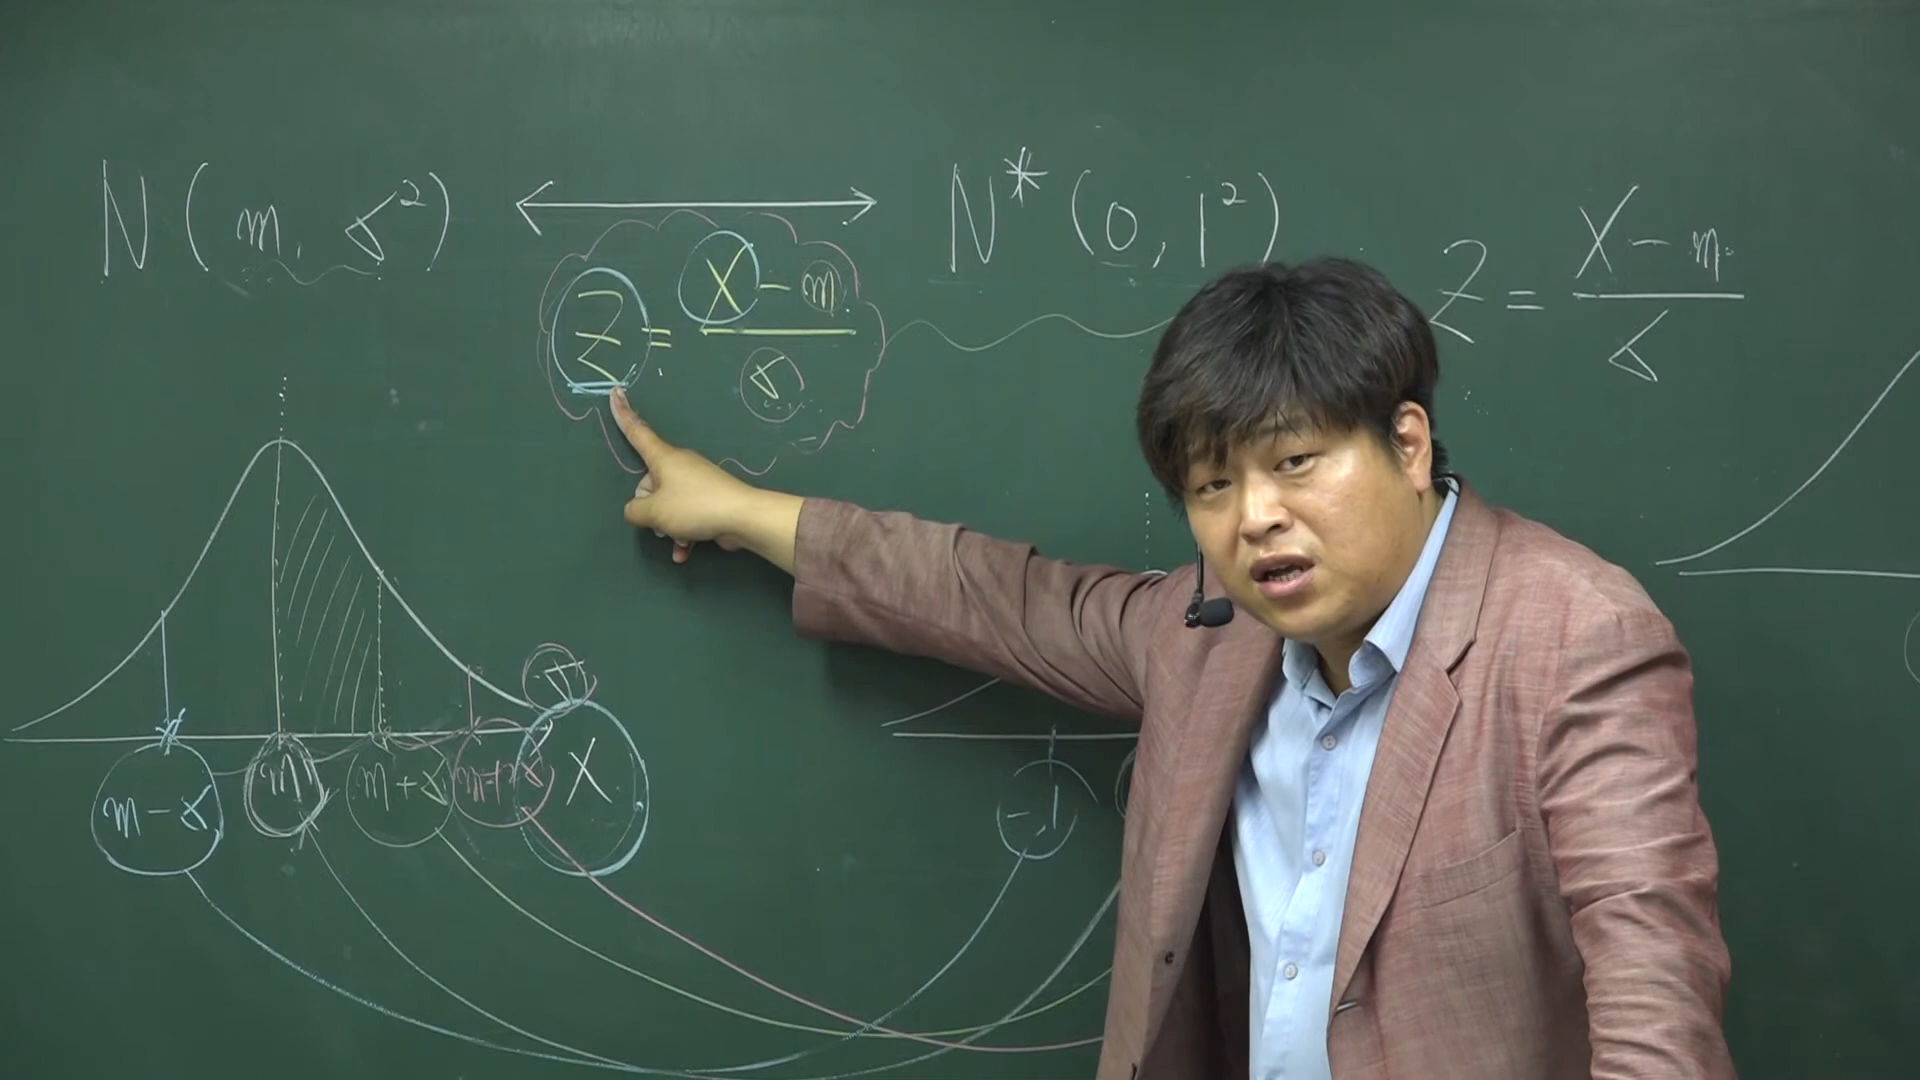 N(m, σ²) ⟷ N*(0, 1²)
Z = (X - m)/σ
Z = (X - m)/σ
m-σ m m+σ m+2σ X
-1